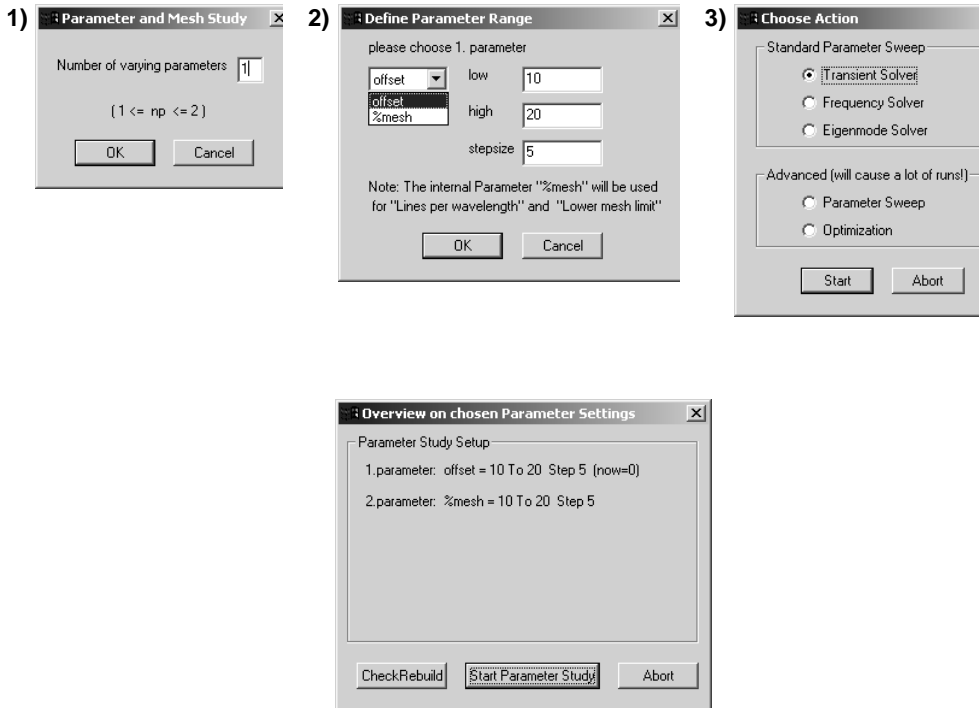 1)
Parameter and Mesh Study
Number of varying parameters 1
( 1 <= np <= 2 )
OK Cancel
2)
Define Parameter Range
please choose 1. parameter
offset
offset
%mesh
low 10
high 20
stepsize 5
Note: The internal Parameter "%mesh" will be used
for "Lines per wavelength" and "Lower mesh limit"
OK Cancel
3)
Choose Action
Standard Parameter Sweep
Transient Solver
Frequency Solver
Eigenmode Solver
Advanced (will cause a lot of runs!)
Parameter Sweep
Optimization
Start Abort
Overview on chosen Parameter Settings
Parameter Study Setup
1.parameter: offset = 10 To 20 Step 5 (now=0)
2.parameter: %mesh = 10 To 20 Step 5
CheckRebuild Start Parameter Study Abort